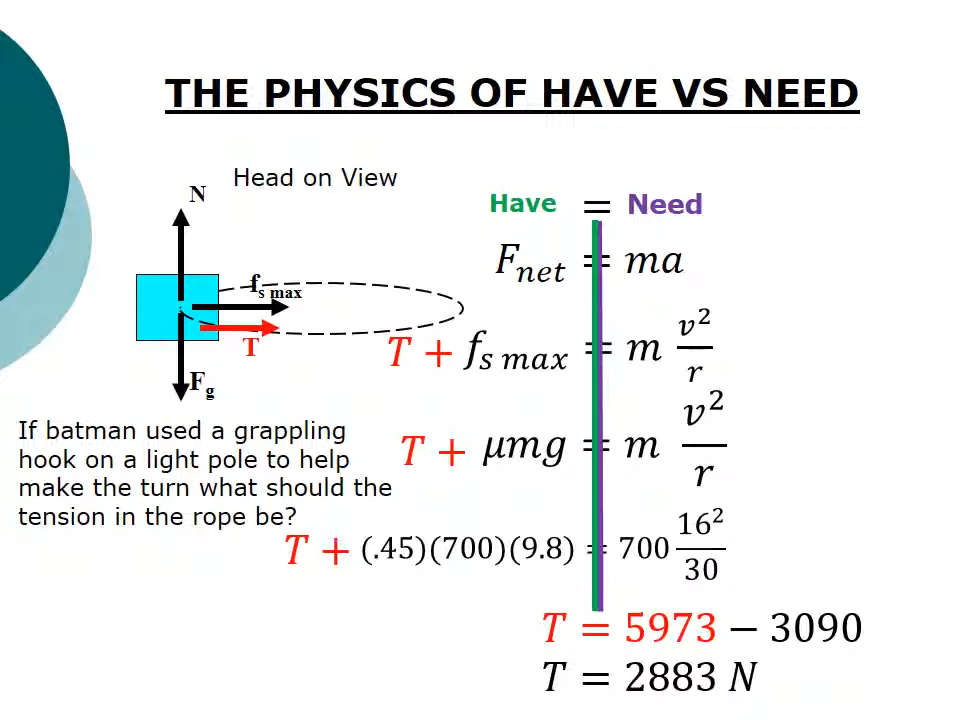 THE PHYSICS OF HAVE VS NEED
Head on View
N
Have = Need
F_net = ma
f_s max
T
T + f_s max = m v²/r
F_g
T + μmg = m v²/r
If batman used a grappling
hook on a light pole to help
make the turn what should the
tension in the rope be?
T + (.45)(700)(9.8) = 700 16²/30
T = 5973 − 3090
T = 2883 N